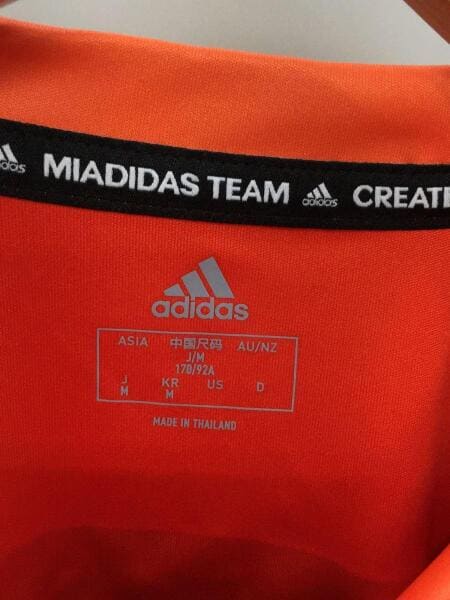 adidas MIADIDAS TEAM adidas CREATE
adidas
ASIA 中国尺码 AU/NZ
J/M
170/92A
J KR US D
M M
MADE IN THAILAND